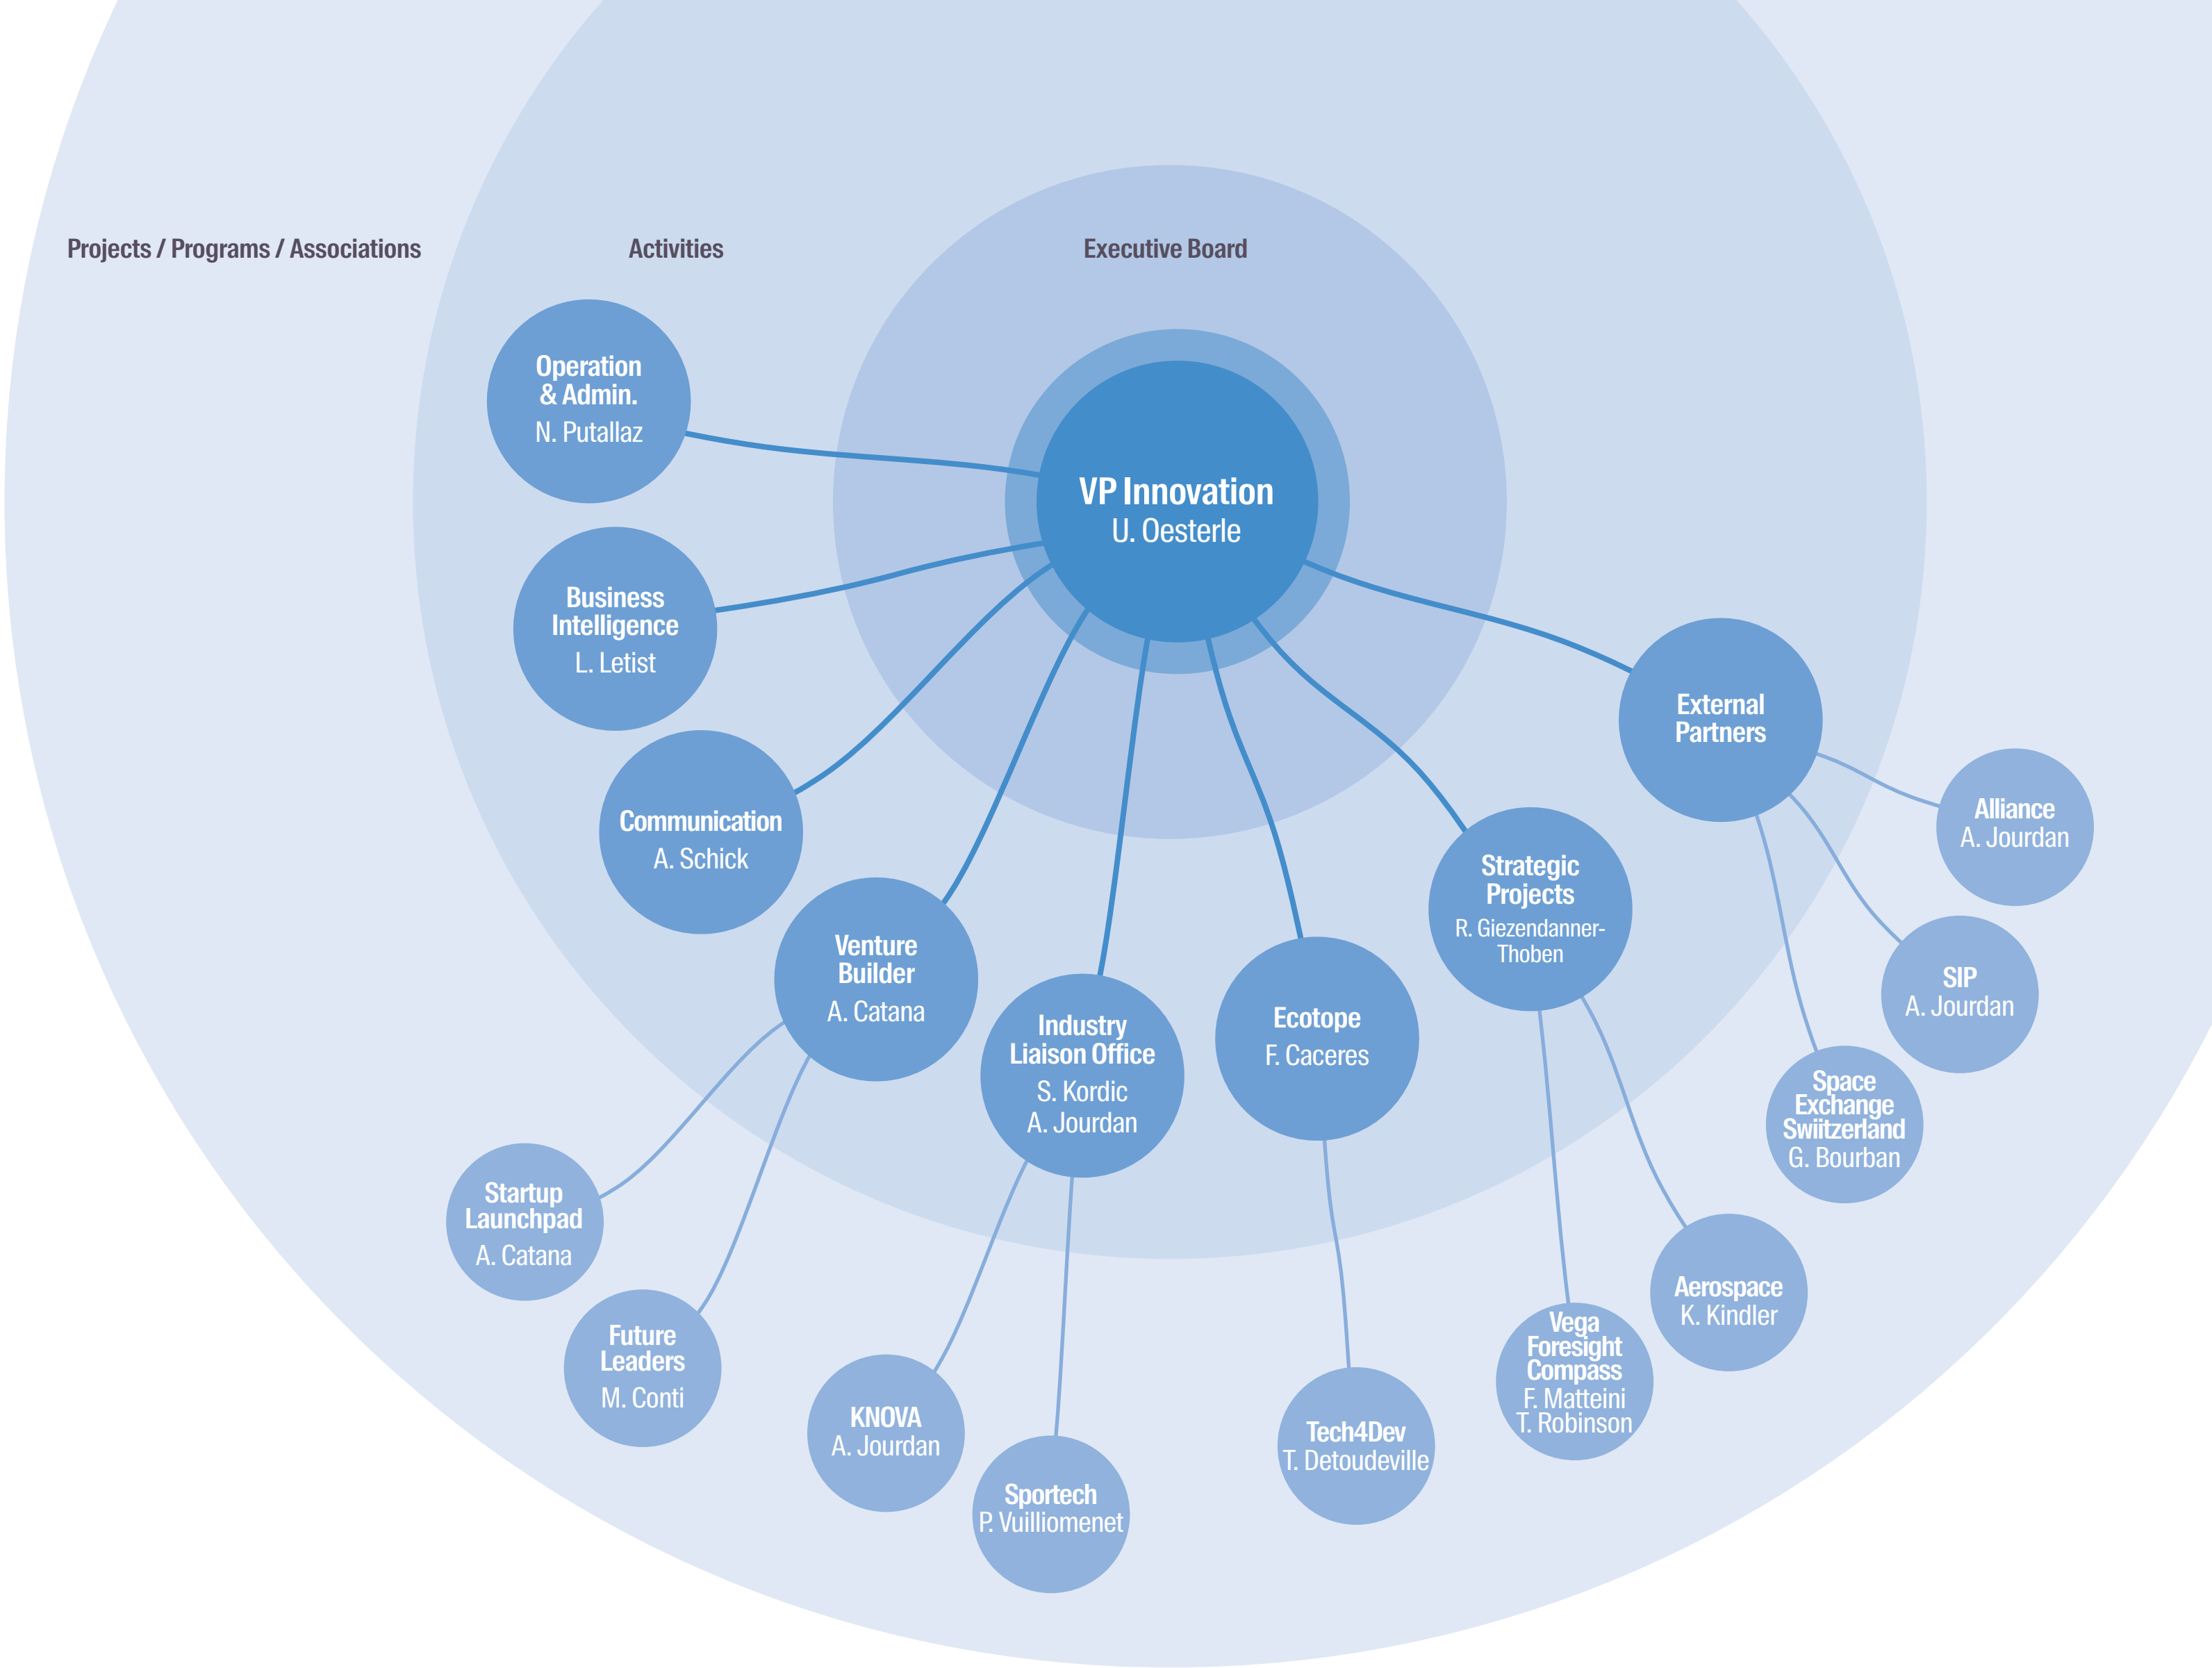 Projects / Programs / Associations
Activities
Executive Board
Operation
& Admin.
N. Putallaz
VP Innovation
U. Oesterle
Business
Intelligence
L. Letist
Communication
A. Schick
Venture
Builder
A. Catana
Industry
Liaison Office
S. Kordic
A. Jourdan
Ecotope
F. Caceres
Strategic
Projects
R. Giezendanner-
Thoben
External
Partners
Alliance
A. Jourdan
SIP
A. Jourdan
Space
Exchange
Swiitzerland
G. Bourban
Aerospace
K. Kindler
Vega
Foresight
Compass
F. Matteini
T. Robinson
Tech4Dev
T. Detoudeville
Sportech
P. Vuilliomenet
KNOVA
A. Jourdan
Future
Leaders
M. Conti
Startup
Launchpad
A. Catana